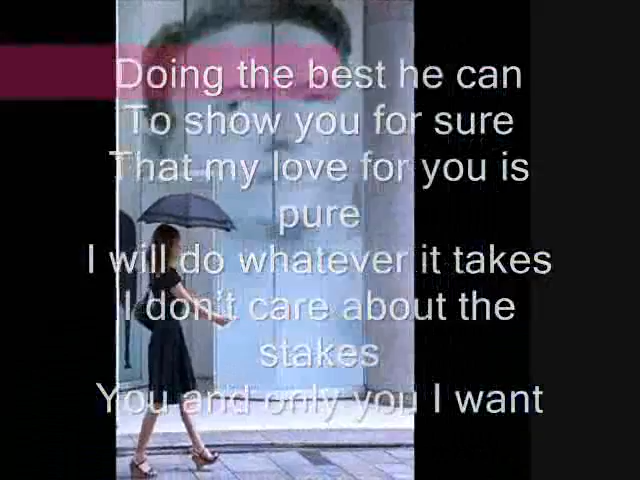 Doing the best he can
To show you for sure
That my love for you is
pure
I will do whatever it takes
I don't care about the
stakes
You and only you I want